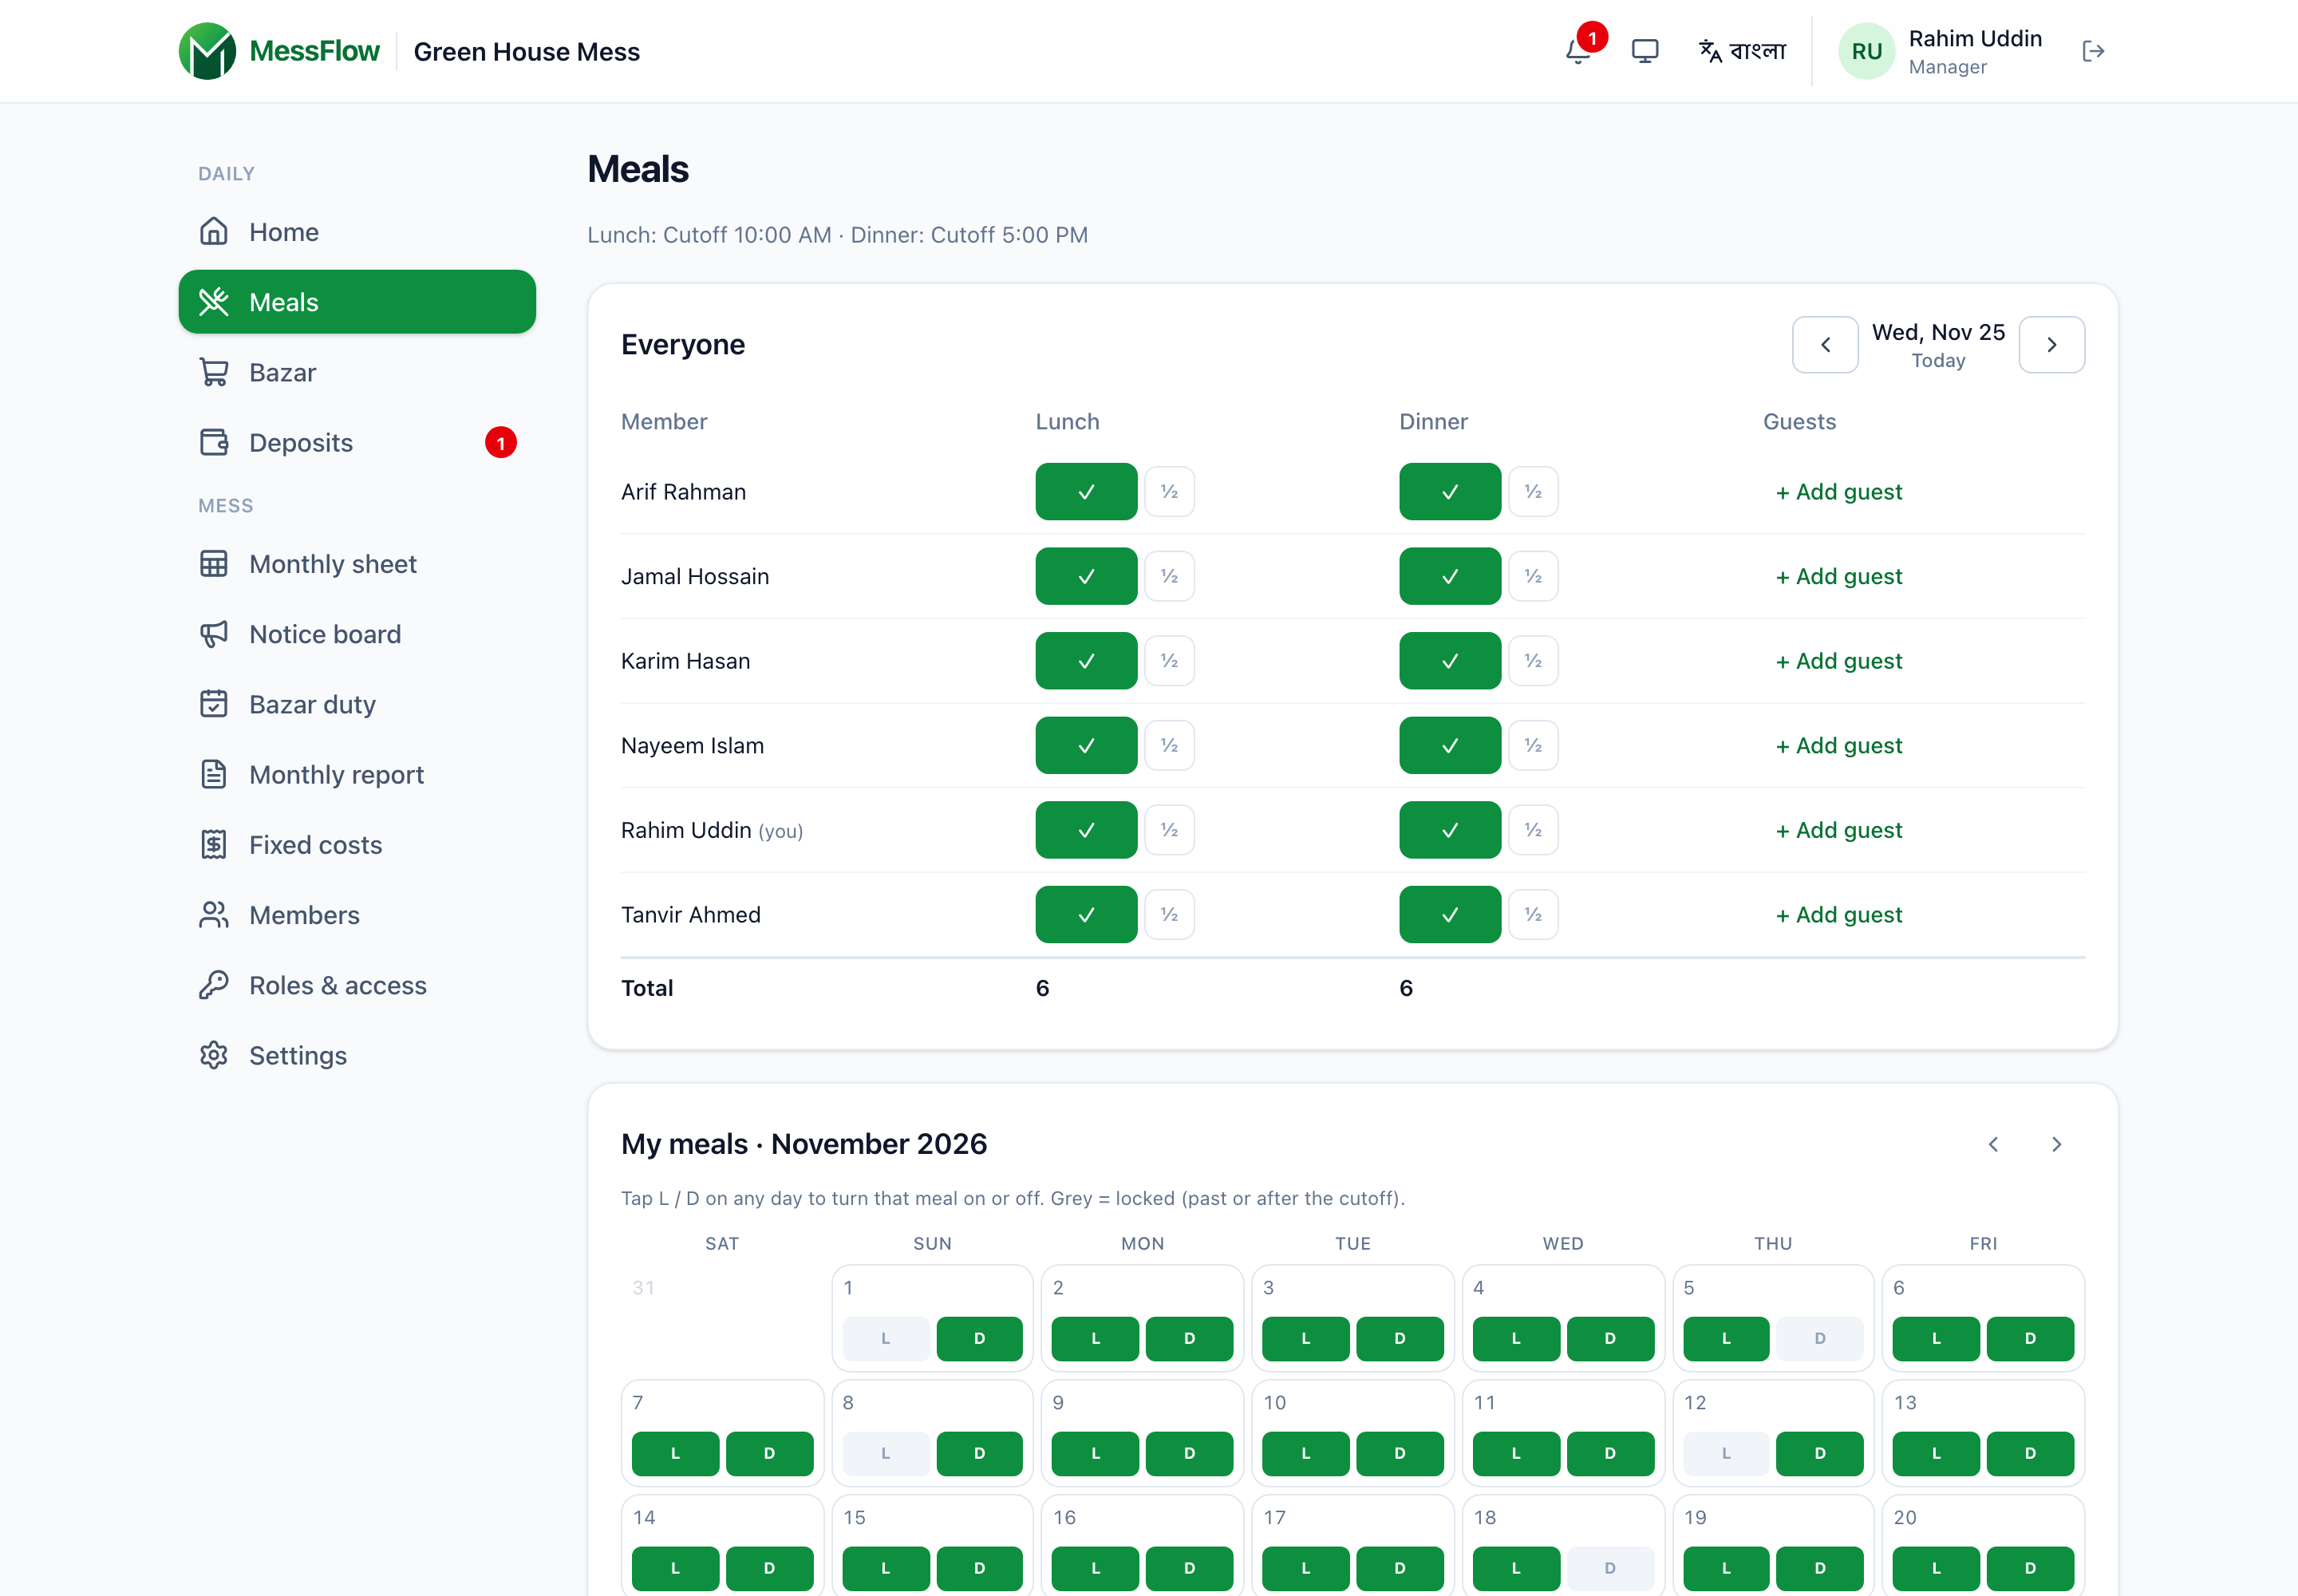 MessFlow
Green House Mess
1
বাংলা
RU
Rahim Uddin
Manager
DAILY
Home
Meals
Bazar
Deposits
1
MESS
Monthly sheet
Notice board
Bazar duty
Monthly report
Fixed costs
Members
Roles & access
Settings
Meals
Lunch: Cutoff 10:00 AM · Dinner: Cutoff 5:00 PM
Everyone
Wed, Nov 25
Today
Member Lunch Dinner Guests
Arif Rahman ✓ ½ ✓ ½ + Add guest
Jamal Hossain ✓ ½ ✓ ½ + Add guest
Karim Hasan ✓ ½ ✓ ½ + Add guest
Nayeem Islam ✓ ½ ✓ ½ + Add guest
Rahim Uddin (you) ✓ ½ ✓ ½ + Add guest
Tanvir Ahmed ✓ ½ ✓ ½ + Add guest
Total 6 6
My meals · November 2026
Tap L / D on any day to turn that meal on or off. Grey = locked (past or after the cutoff).
SAT SUN MON TUE WED THU FRI
31 1 2 3 4 5 6
L D L D L D L D L D L D
7 8 9 10 11 12 13
L D L D L D L D L D L D L D
14 15 16 17 18 19 20
L D L D L D L D L D L D L D